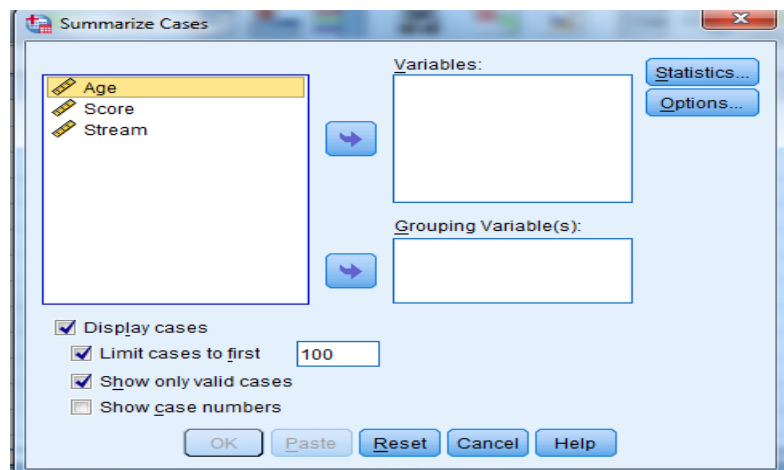 Summarize Cases
Age
Score
Stream
Variables:
Statistics...
Options...
Grouping Variable(s):
Display cases
Limit cases to first 100
Show only valid cases
Show case numbers
OK Paste Reset Cancel Help